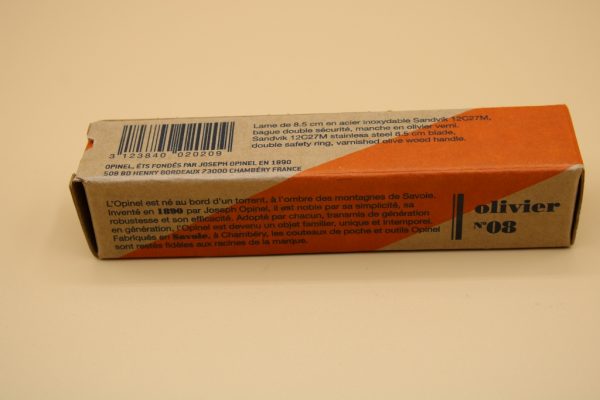 3 123840 020209
OPINEL, ÉTS FONDÉS PAR JOSEPH OPINEL EN 1890
508 BD HENRY BORDEAUX 73000 CHAMBÉRY FRANCE
Lame de 8.5 cm en acier inoxydable Sandvik 12C27M,
bague double sécurité, manche en olivier verni.
Sandvik 12C27M stainless steel 8.5 cm blade,
double safety ring, varnished olive wood handle.
L'Opinel est né au bord d'un torrent, à l'ombre des montagnes de Savoie.
Inventé en 1890 par Joseph Opinel, il est noble par sa simplicité, sa
robustesse et son efficacité. Adopté par chacun, transmis de génération
en génération, l'Opinel est devenu un objet familier, unique et intemporel.
Fabriqués en Savoie, à Chambéry, les couteaux de poche et outils Opinel
sont restés fidèles aux racines de la marque.
olivier
N°08